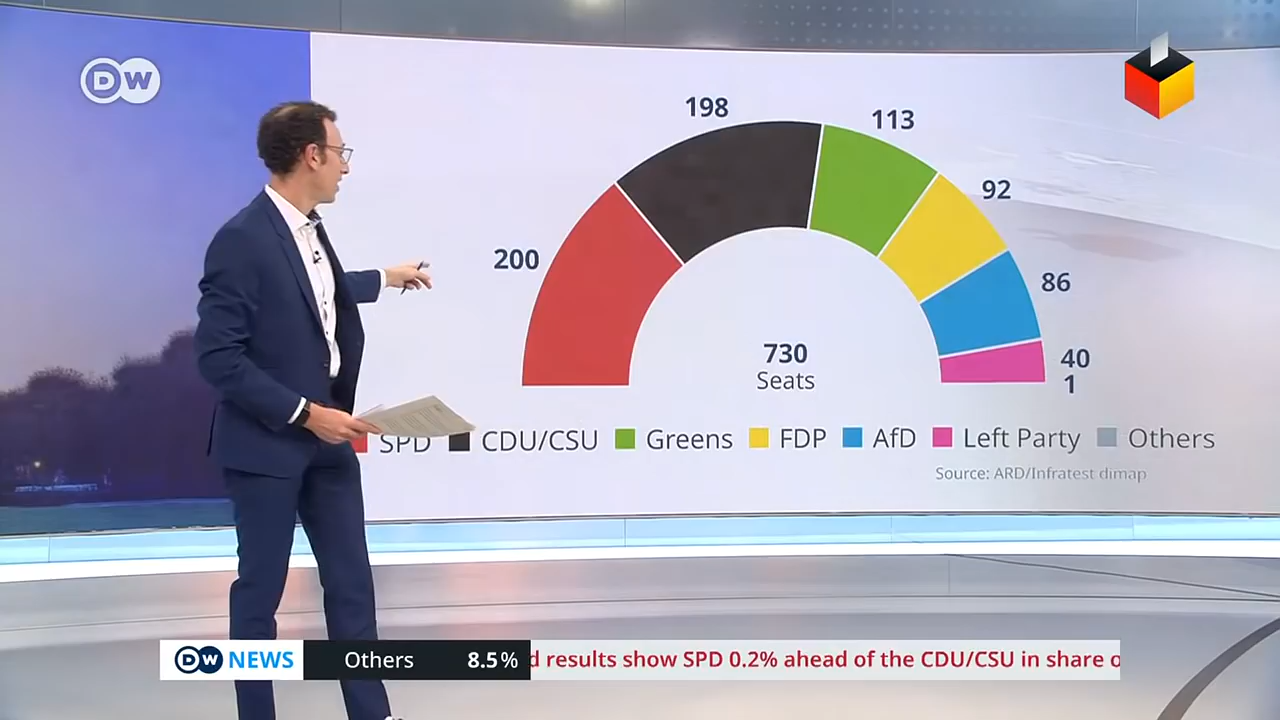 DW
198
113
92
200
86
730
Seats
40
1
SPD
CDU/CSU
Greens
FDP
AfD
Left Party
Others
Source: ARD/Infratest dimap
DW NEWS
Others 8.5%
d results show SPD 0.2% ahead of the CDU/CSU in share o